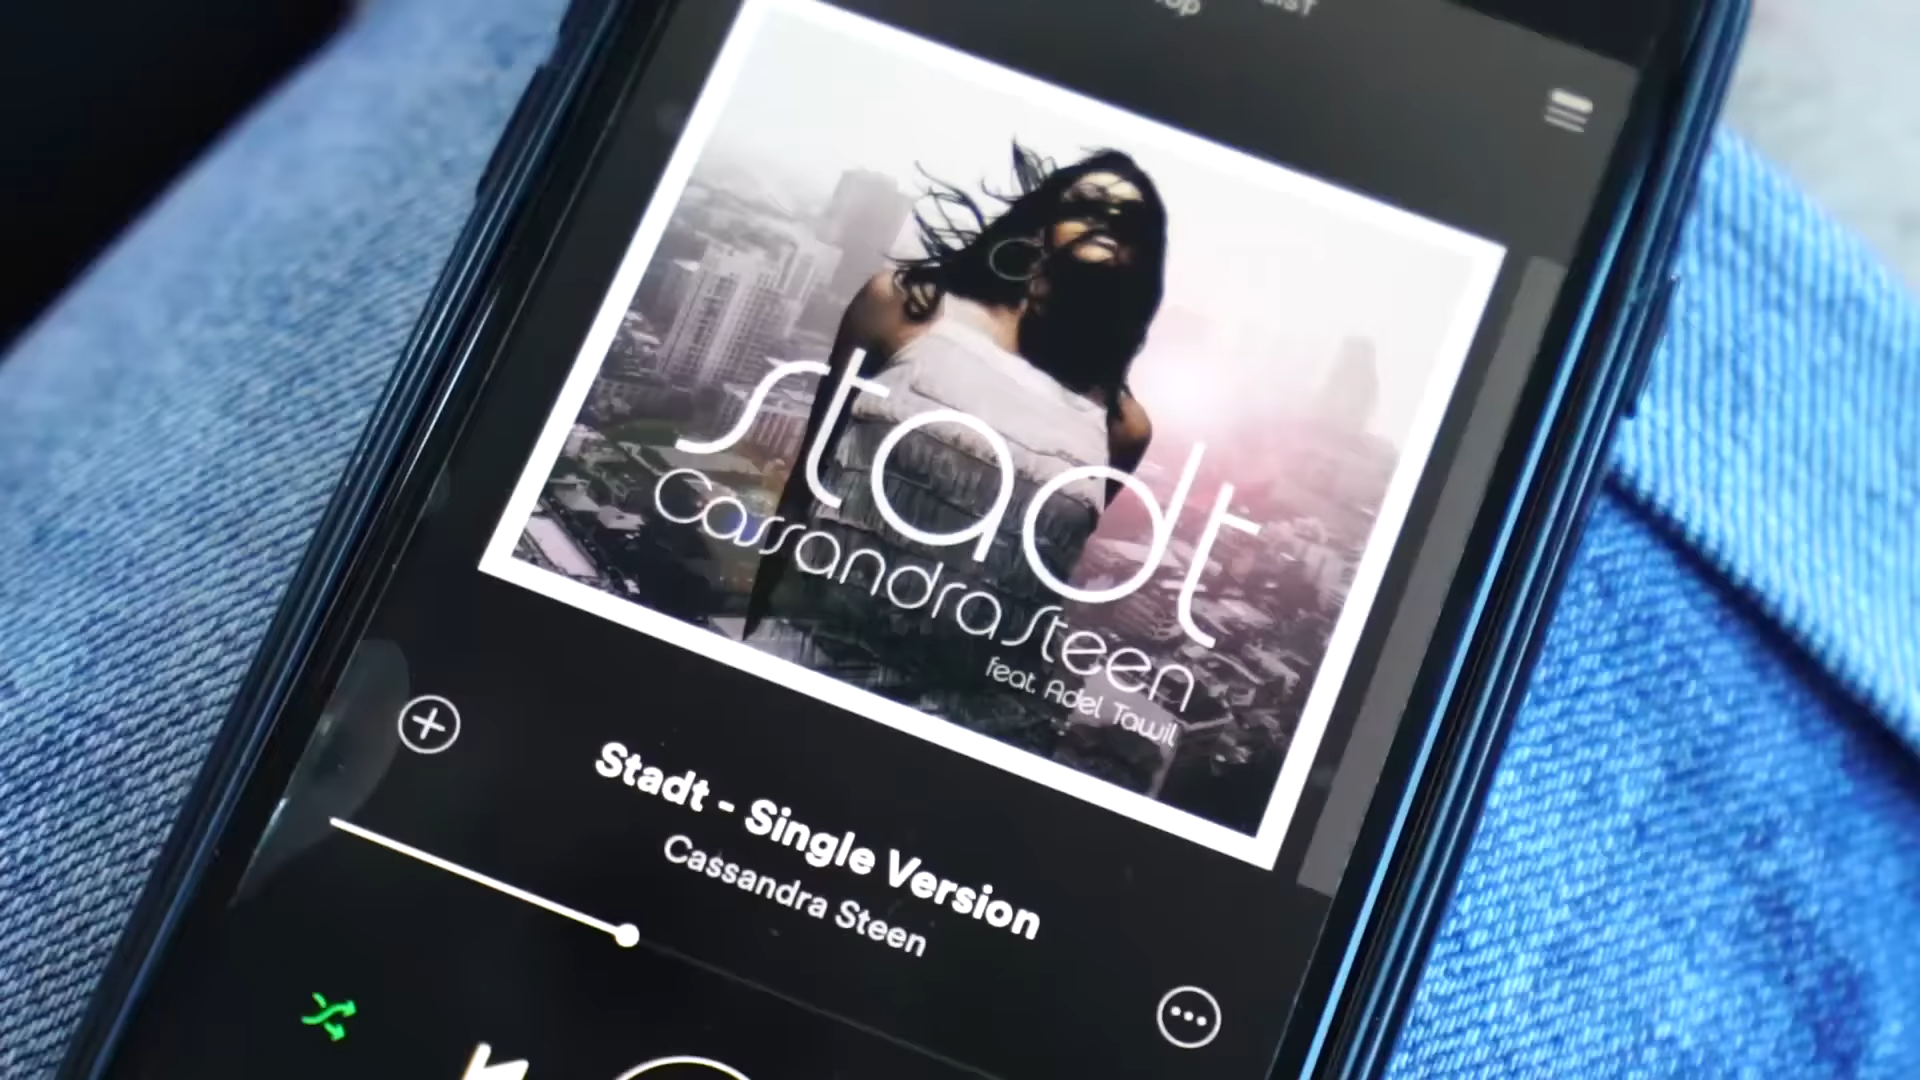 stadt
Cassandra Steen
feat. Adel Tawil
Stadt - Single Version
Cassandra Steen